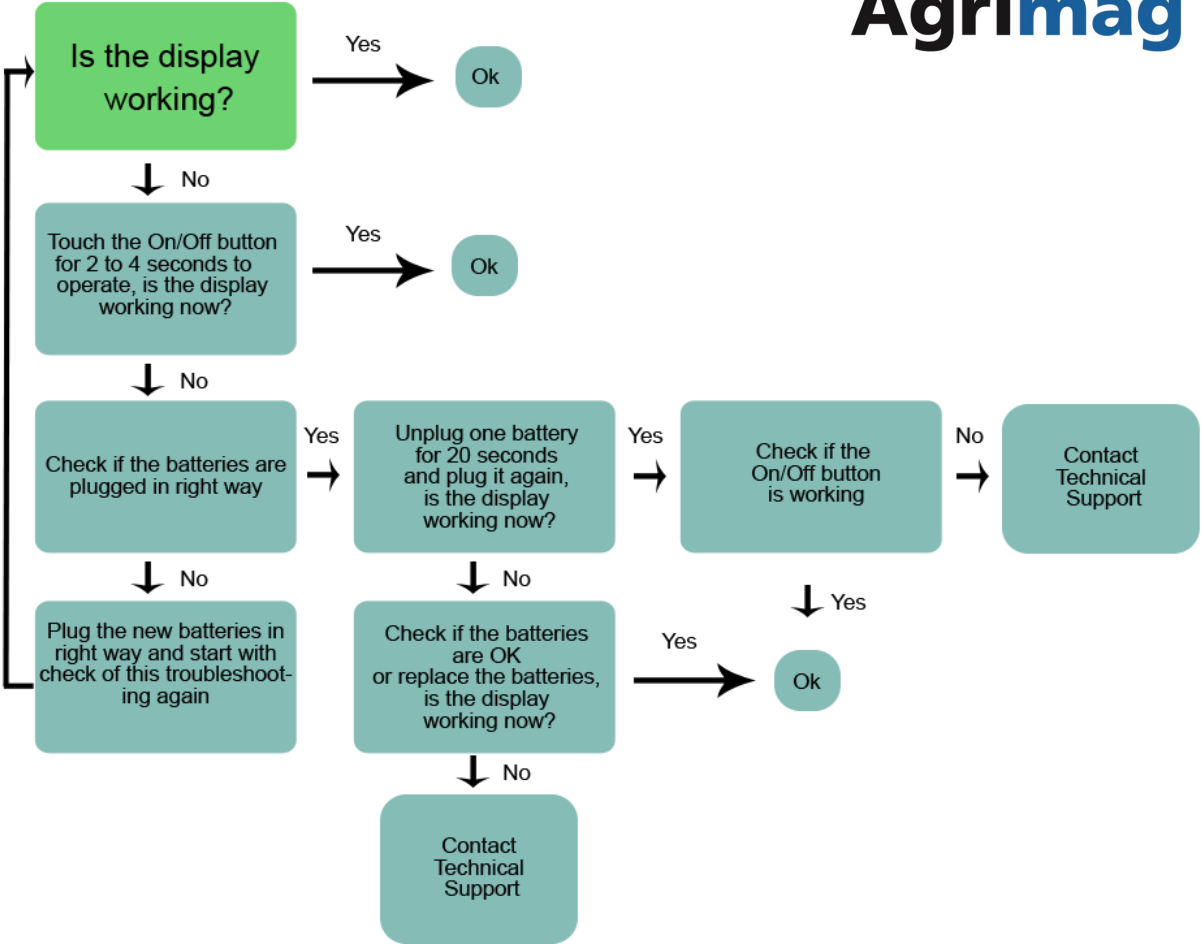 Agrimag
Is the display
working?
Yes
Ok
No
Touch the On/Off button
for 2 to 4 seconds to
operate, is the display
working now?
Yes
Ok
No
Check if the batteries are
plugged in right way
Yes
Unplug one battery
for 20 seconds
and plug it again,
is the display
working now?
Yes
Check if the
On/Off button
is working
No
Contact
Technical
Support
No
No
Yes
Plug the new batteries in
right way and start with
check of this troubleshoot-
ing again
Check if the batteries
are OK
or replace the batteries,
is the display
working now?
Yes
Ok
No
Contact
Technical
Support